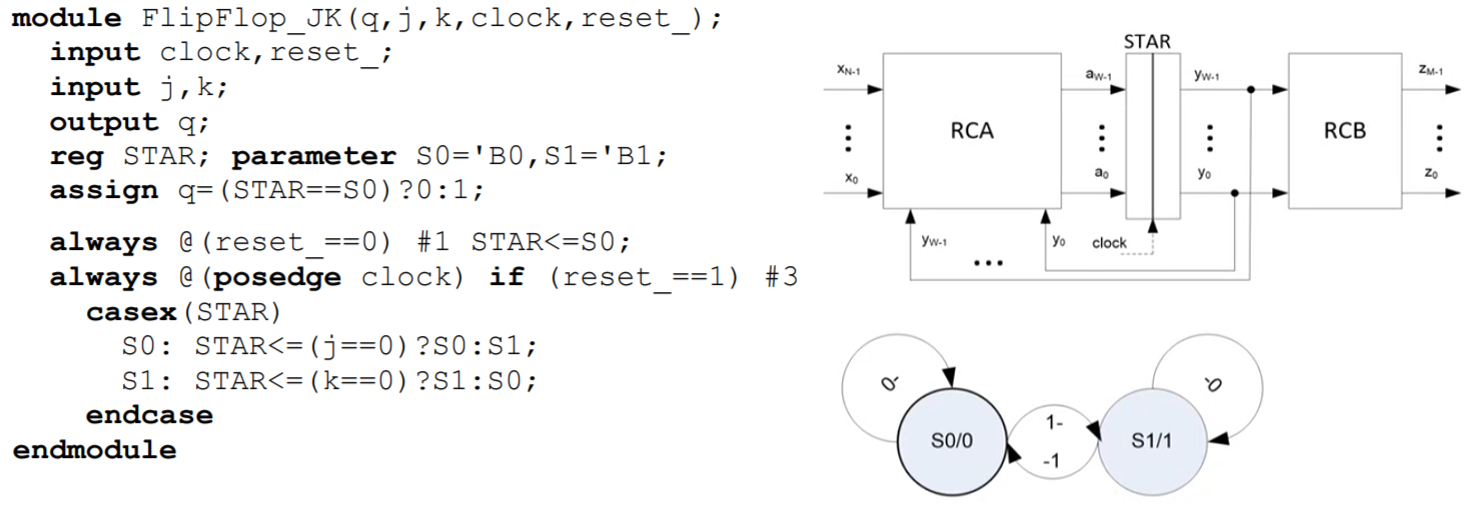 module FlipFlop_JK(q,j,k,clock,reset_);
input clock,reset_;
input j,k;
output q;
reg STAR; parameter S0='B0,S1='B1;
assign q=(STAR==S0)?0:1;
always @(reset_==0) #1 STAR<=S0;
always @(posedge clock) if (reset_==1) #3
casex(STAR)
S0: STAR<=(j==0)?S0:S1;
S1: STAR<=(k==0)?S1:S0;
endcase
endmodule
STAR
xN-1
aW-1
yW-1
zM-1
RCA
RCB
x0
a0
y0
z0
yW-1
y0
clock
0-
-0
S0/0
1-
-1
S1/1